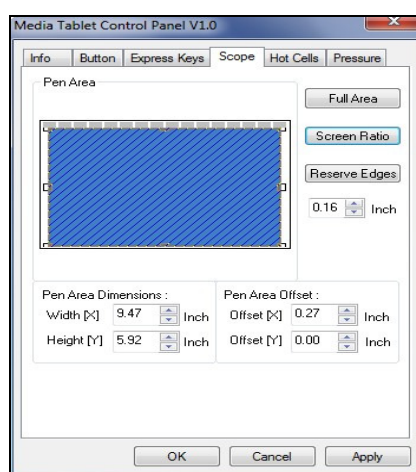 Media Tablet Control Panel V1.0
Info Button Express Keys Scope Hot Cells Pressure
Pen Area
Full Area
Screen Ratio
Reserve Edges
0.16 Inch
Pen Area Dimensions : Pen Area Offset :
Width [X] 9.47 Inch Offset [X] 0.27 Inch
Height [Y] 5.92 Inch Offset [Y] 0.00 Inch
OK Cancel Apply